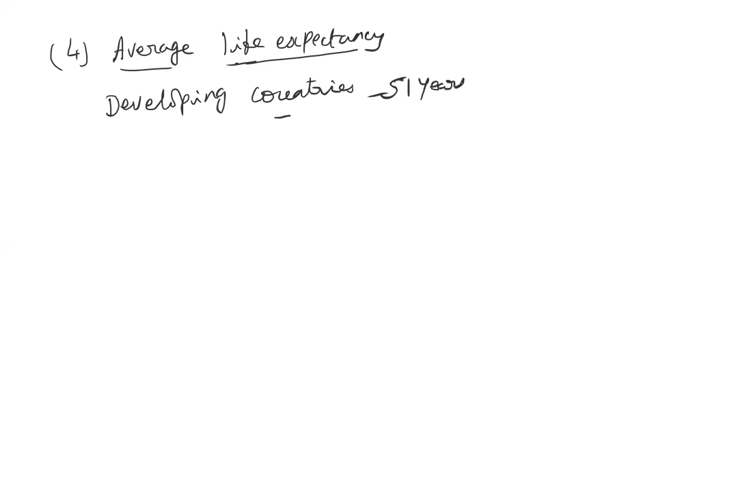 (4) Average life expectancy
Developing countries - 51 Years